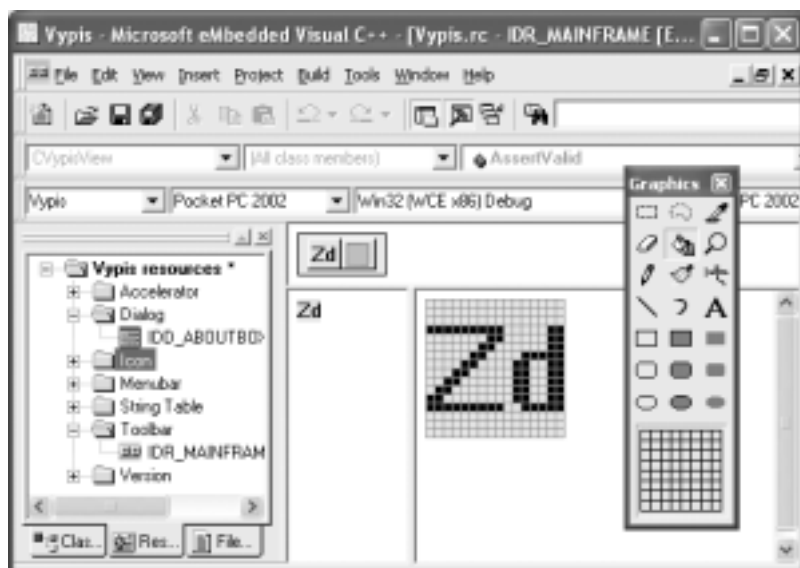 Vypis - Microsoft eMbedded Visual C++ - [Vypis.rc - IDR_MAINFRAME [E...
File Edit View Insert Project Build Tools Window Help
CVypisView (All class members) AssertValid
Vypis Pocket PC 2002 Win32 (WCE x86) Debug PC 2002
Graphics
A
Vypis resources *
Accelerator
Dialog
IDD_ABOUTBO
Icon
Menubar
String Table
Toolbar
IDR_MAINFRAM
Version
Clas... Res... File...
Zd
Zd
Zd